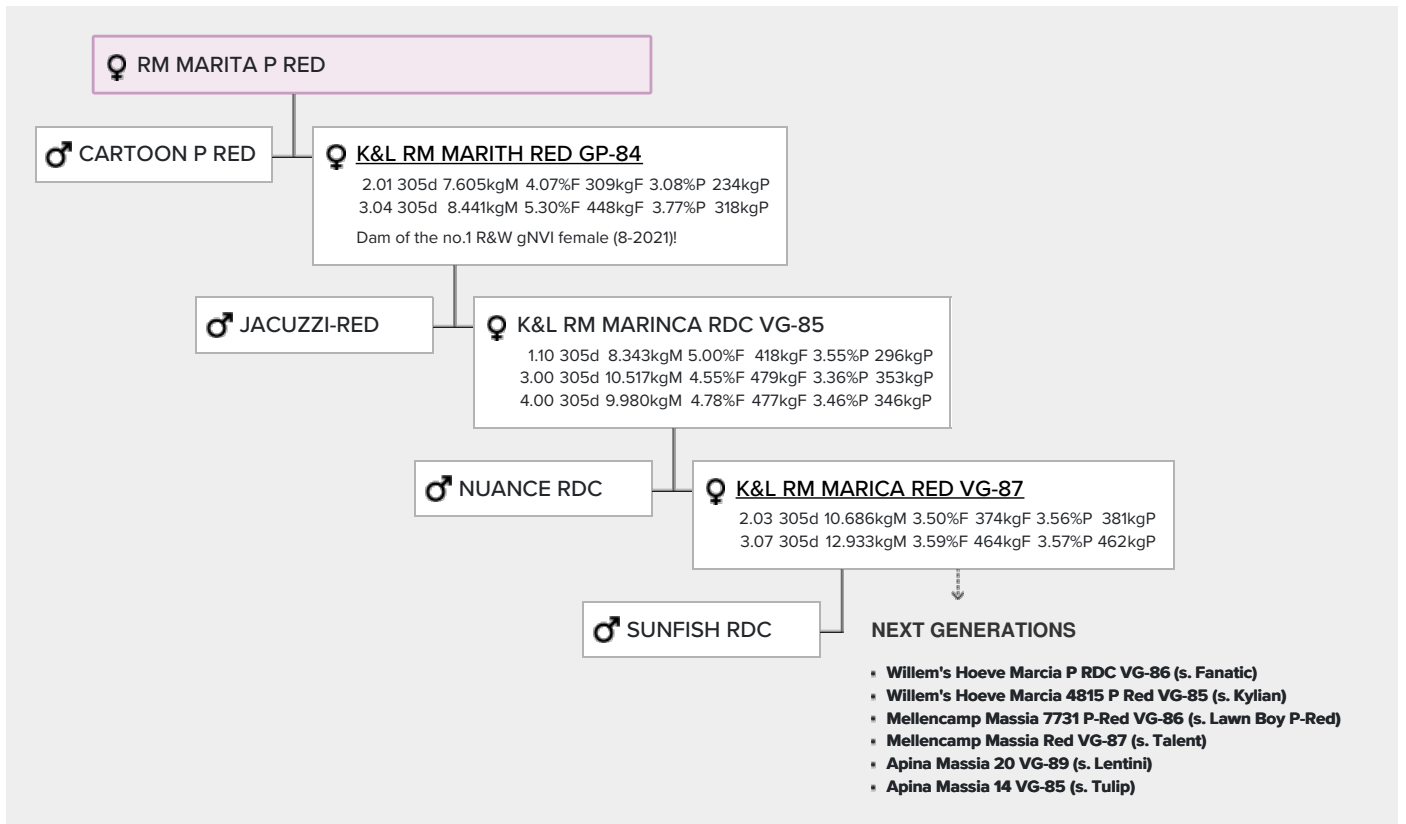 RM MARITA P RED
CARTOON P RED
K&L RM MARITH RED GP-84
2.01 305d 7.605kgM 4.07%F 309kgF 3.08%P 234kgP
3.04 305d 8.441kgM 5.30%F 448kgF 3.77%P 318kgP
Dam of the no.1 R&W gNVI female (8-2021)!
JACUZZI-RED
K&L RM MARINCA RDC VG-85
1.10 305d 8.343kgM 5.00%F 418kgF 3.55%P 296kgP
3.00 305d 10.517kgM 4.55%F 479kgF 3.36%P 353kgP
4.00 305d 9.980kgM 4.78%F 477kgF 3.46%P 346kgP
NUANCE RDC
K&L RM MARICA RED VG-87
2.03 305d 10.686kgM 3.50%F 374kgF 3.56%P 381kgP
3.07 305d 12.933kgM 3.59%F 464kgF 3.57%P 462kgP
SUNFISH RDC
NEXT GENERATIONS
Willem's Hoeve Marcia P RDC VG-86 (s. Fanatic)
Willem's Hoeve Marcia 4815 P Red VG-85 (s. Kylian)
Mellencamp Massia 7731 P-Red VG-86 (s. Lawn Boy P-Red)
Mellencamp Massia Red VG-87 (s. Talent)
Apina Massia 20 VG-89 (s. Lentini)
Apina Massia 14 VG-85 (s. Tulip)